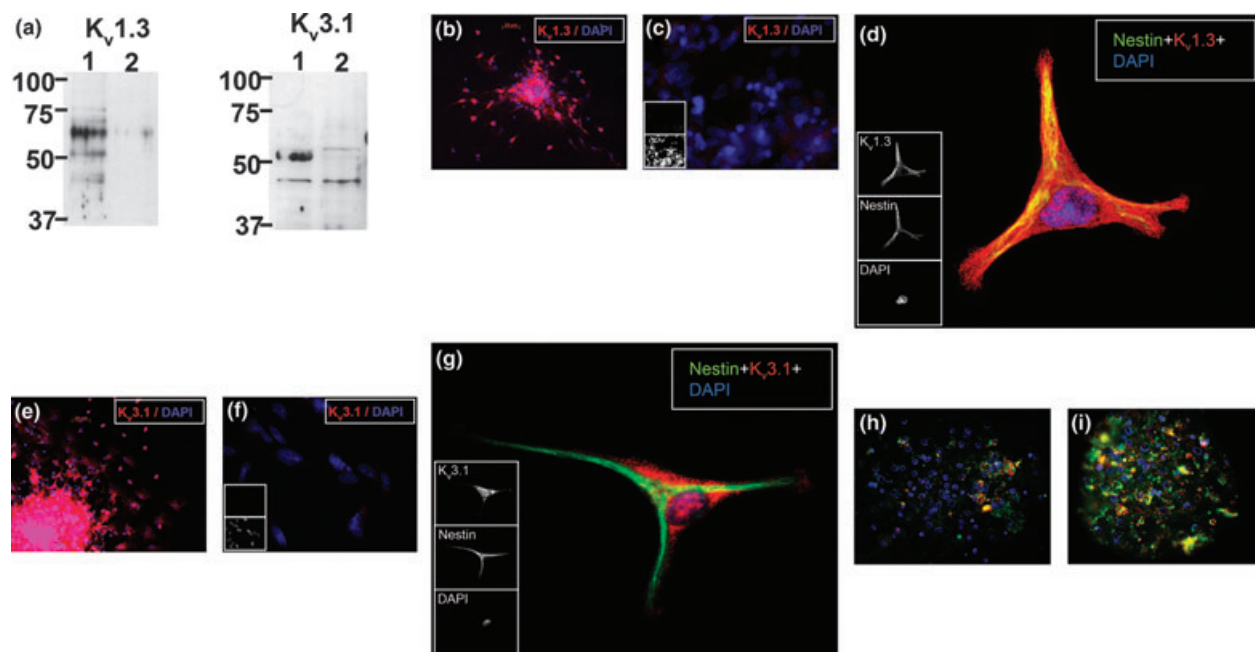 (a)
Kv1.3
1 2
100
75
50
37
Kv3.1
1 2
100
75
50
37
(b)
Kv1.3 / DAPI
(c)
Kv1.3 / DAPI
(d)
Nestin+Kv1.3+
DAPI
Kv1.3
Nestin
DAPI
(e)
Kv3.1 / DAPI
(f)
Kv3.1 / DAPI
(g)
Nestin+Kv3.1+
DAPI
Kv3.1
Nestin
DAPI
(h)
(i)